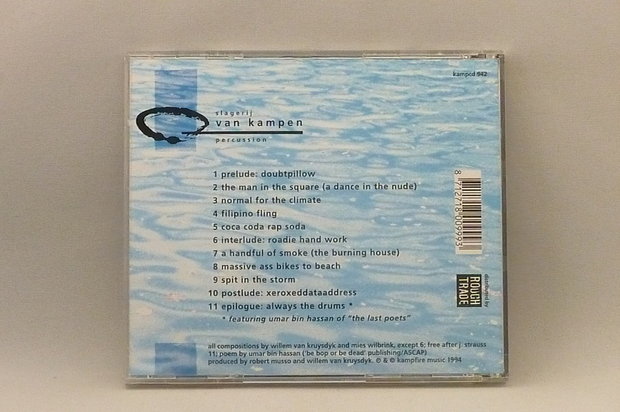 kampcd 942
slagerij
van kampen
percussion
1 prelude: doubtpillow
2 the man in the square (a dance in the nude)
3 normal for the climate
4 filipino fling
5 coca coda rap soda
6 interlude: roadie hand work
7 a handful of smoke (the burning house)
8 massive ass bikes to beach
9 spit in the storm
10 postlude: xeroxeddataaddress
11 epilogue: always the drums *
* featuring umar bin hassan of "the last poets"
8 712718 009993
distributed by
ROUGH
TRADE
all compositions by willem van kruysdyk and mies wilbrink, except 6; free after j. strauss
11; poem by umar bin hassan ('be bop or be dead' publishing/ASCAP)
produced by robert musso and willem van kruysdyk. ℗ & © kampfire music 1994